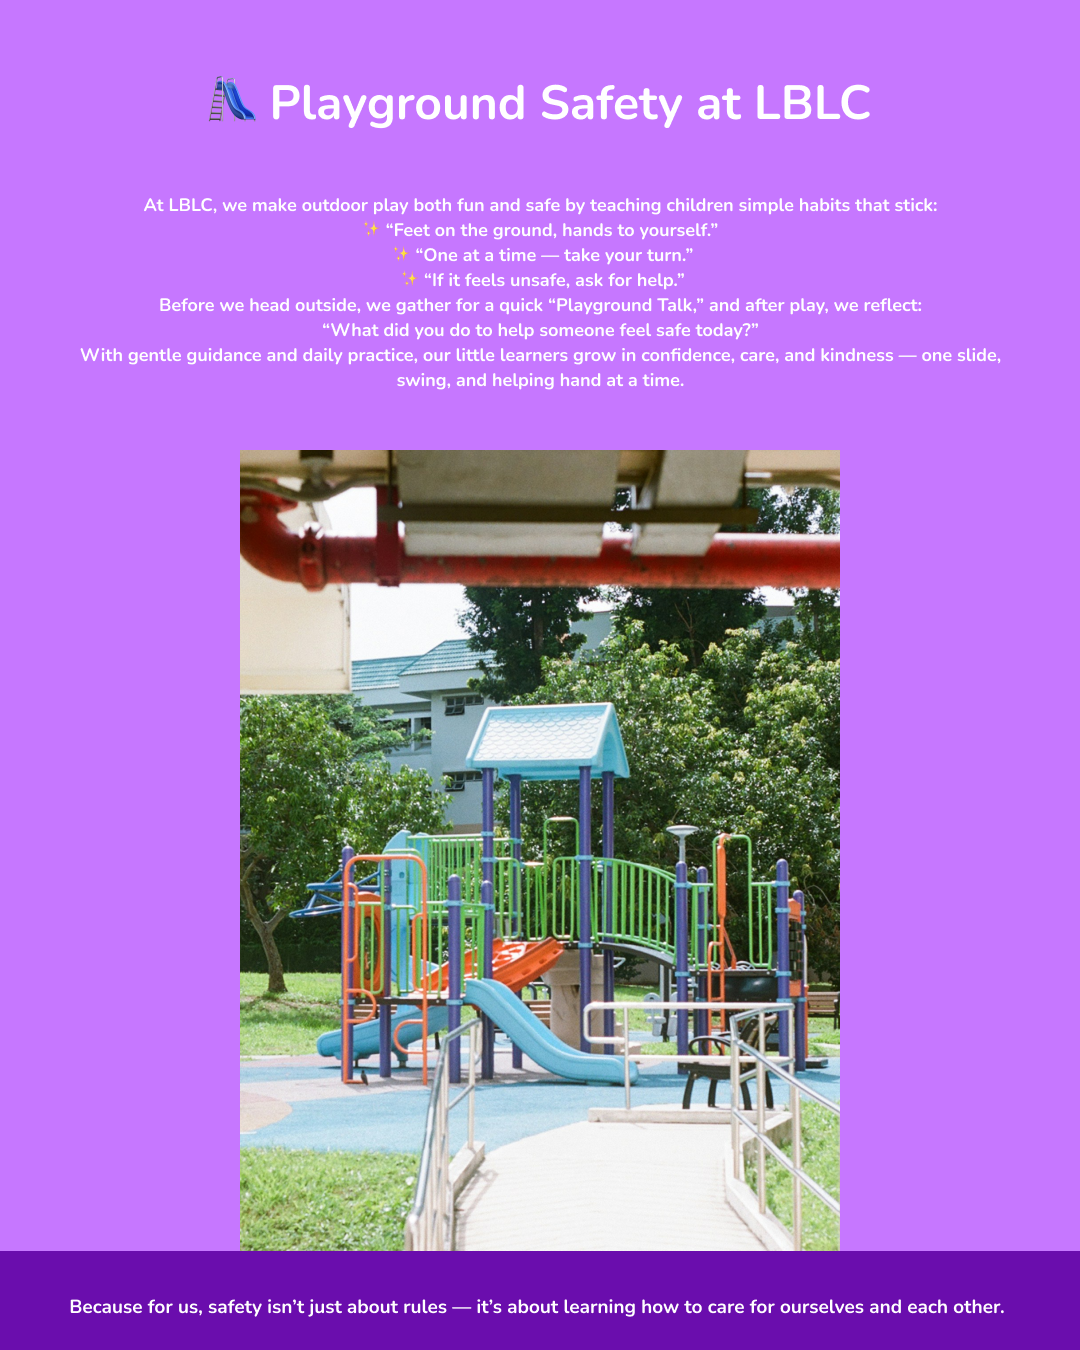 🛝 Playground Safety at LBLC
At LBLC, we make outdoor play both fun and safe by teaching children simple habits that stick:
✨ “Feet on the ground, hands to yourself.”
✨ “One at a time — take your turn.”
✨ “If it feels unsafe, ask for help.”
Before we head outside, we gather for a quick “Playground Talk,” and after play, we reflect:
“What did you do to help someone feel safe today?”
With gentle guidance and daily practice, our little learners grow in confidence, care, and kindness — one slide,
swing, and helping hand at a time.
Because for us, safety isn’t just about rules — it’s about learning how to care for ourselves and each other.